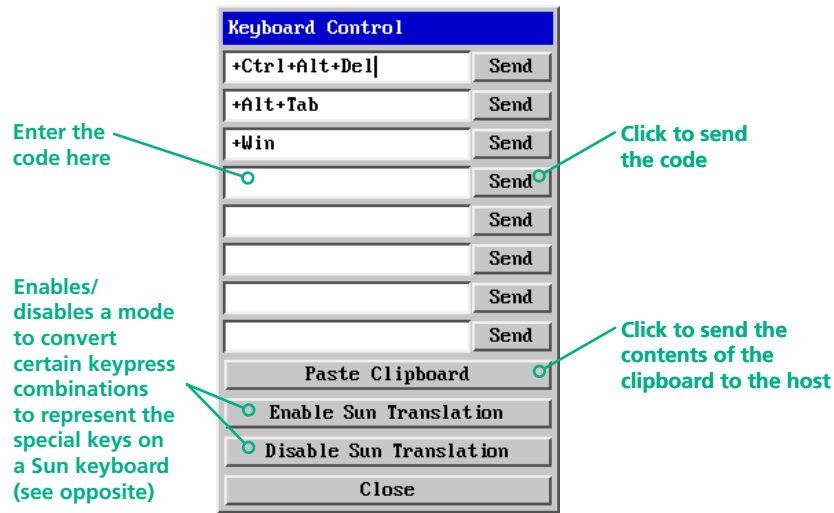 Keyboard Control
+Ctrl+Alt+Del Send
+Alt+Tab Send
+Win Send
Send
Send
Send
Send
Send
Paste Clipboard
Enable Sun Translation
Disable Sun Translation
Close
Enter the
code here
Enables/
disables a mode
to convert
certain keypress
combinations
to represent the
special keys on
a Sun keyboard
(see opposite)
Click to send
the code
Click to send the
contents of the
clipboard to the host